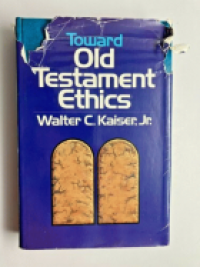 Toward
Old
Testament
Ethics
Walter C. Kaiser, Jr.